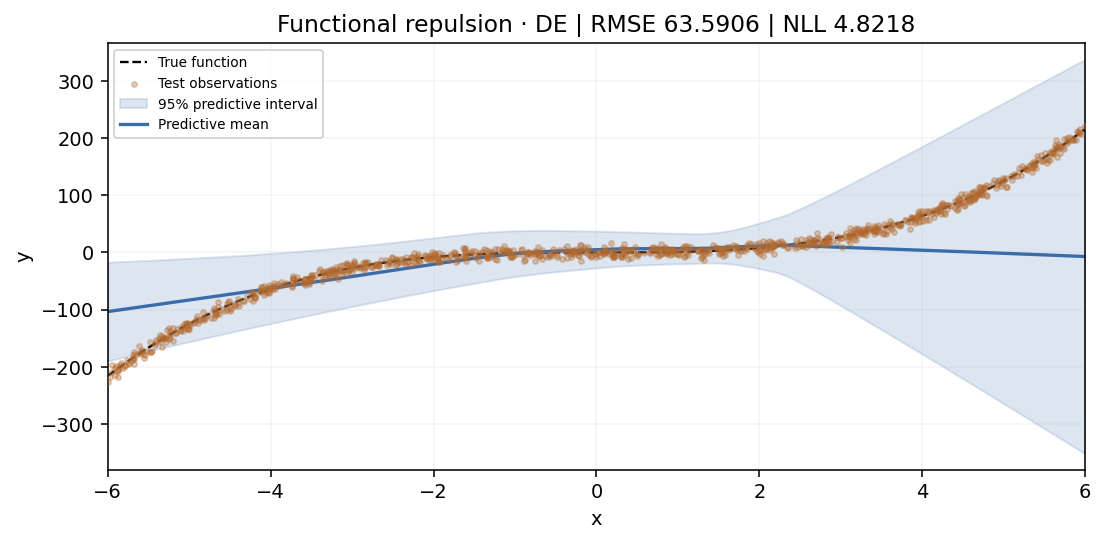 Functional repulsion · DE | RMSE 63.5906 | NLL 4.8218
True function
Test observations
95% predictive interval
Predictive mean
y
300
200
100
0
−100
−200
−300
−6
−4
−2
0
2
4
6
x